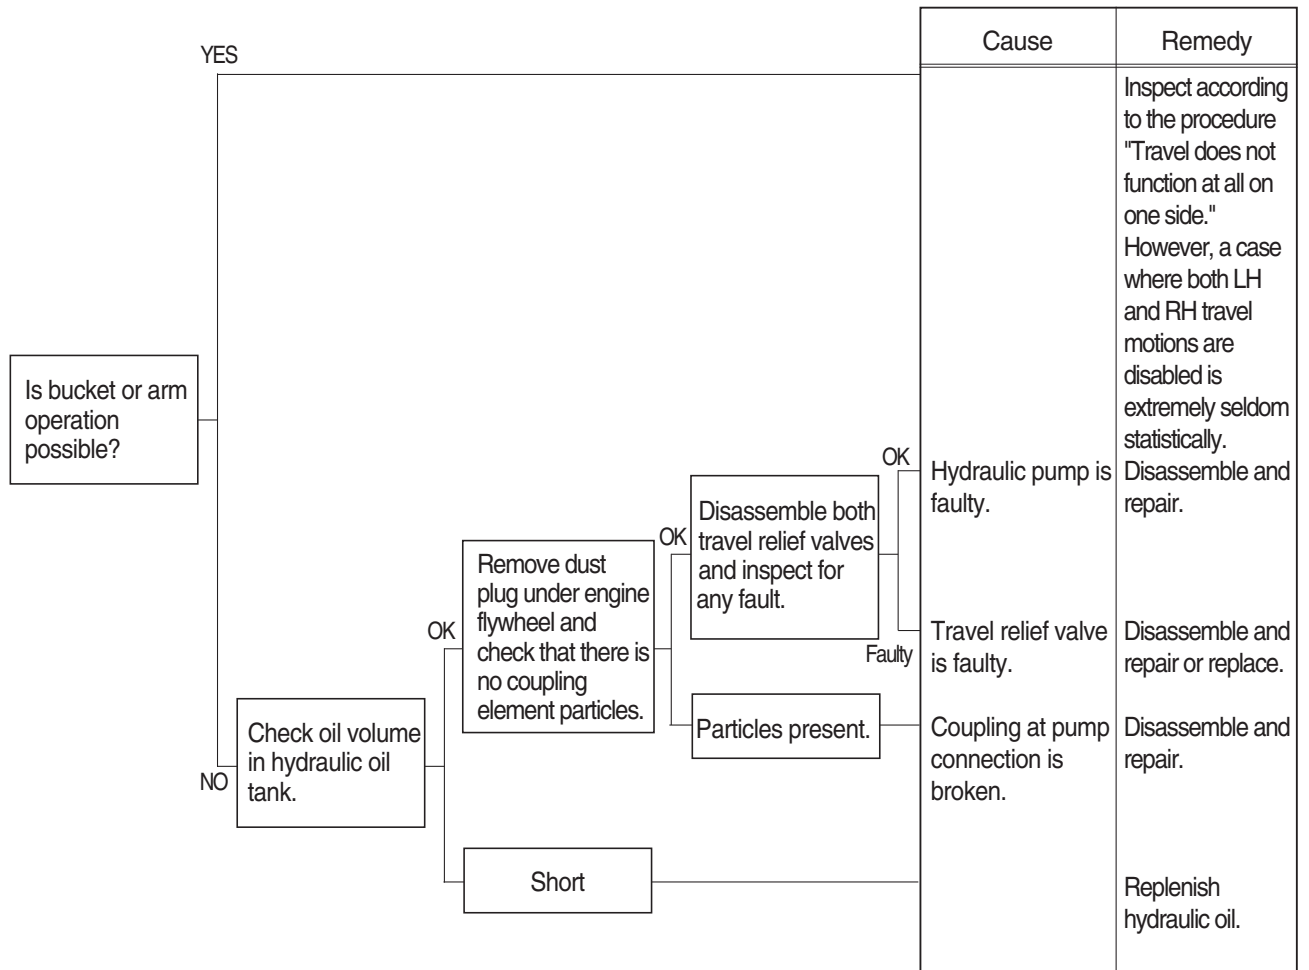 Cause
Remedy
YES
Inspect according
to the procedure
"Travel does not
function at all on
one side."
However, a case
where both LH
and RH travel
motions are
disabled is
extremely seldom
statistically.
Is bucket or arm
operation
possible?
NO
Check oil volume
in hydraulic oil
tank.
OK
Remove dust
plug under engine
flywheel and
check that there is
no coupling
element particles.
OK
Disassemble both
travel relief valves
and inspect for
any fault.
OK
Hydraulic pump is
faulty.
Disassemble and
repair.
Faulty
Travel relief valve
is faulty.
Disassemble and
repair or replace.
Particles present.
Coupling at pump
connection is
broken.
Disassemble and
repair.
Short
Replenish
hydraulic oil.